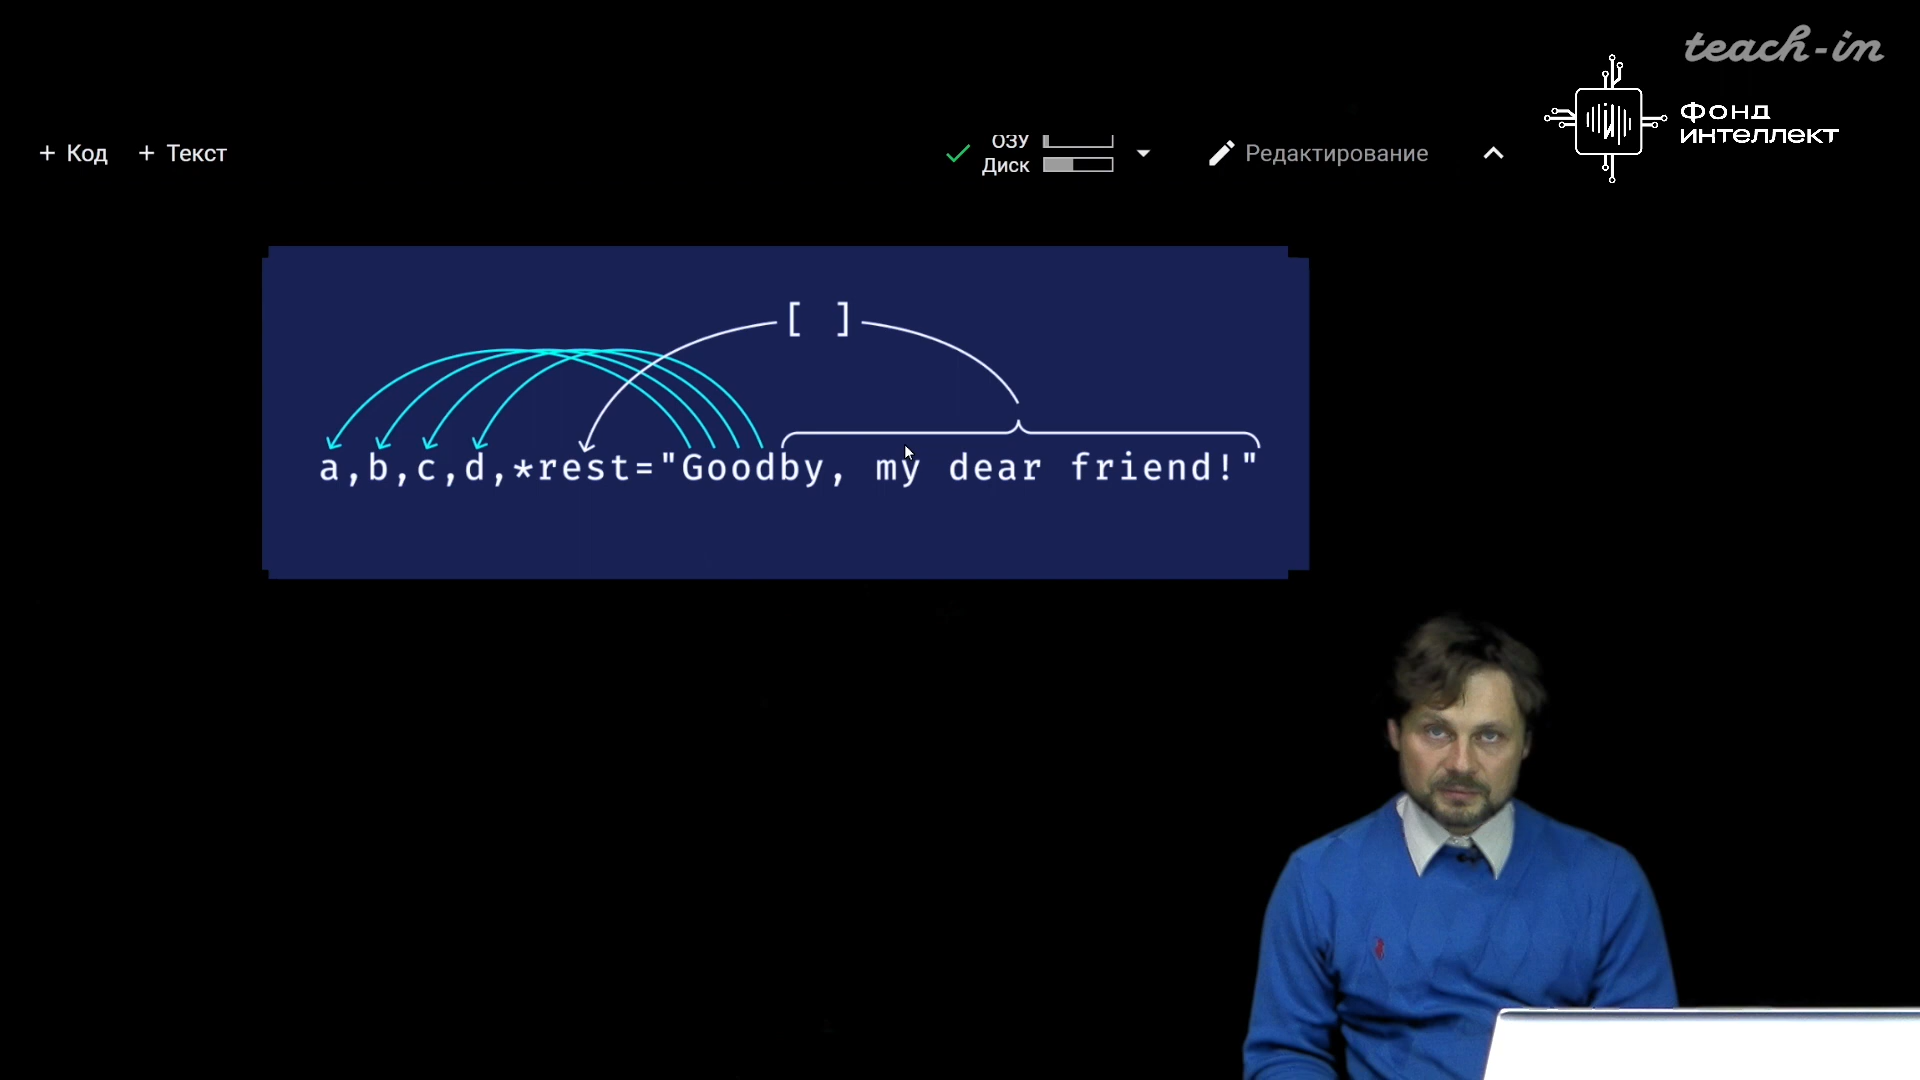 teach-in
Фонд
интеллект
+ Код + Текст
ОЗУ
Диск
Редактирование
[ ]
a,b,c,d,*rest="Goodby, my dear friend!"